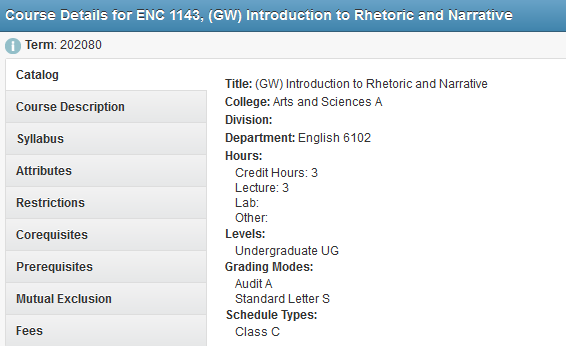 Course Details for ENC 1143, (GW) Introduction to Rhetoric and Narrative
Term: 202080
Catalog
Course Description
Syllabus
Attributes
Restrictions
Corequisites
Prerequisites
Mutual Exclusion
Fees
Title: (GW) Introduction to Rhetoric and Narrative
College: Arts and Sciences A
Division:
Department: English 6102
Hours:
Credit Hours: 3
Lecture: 3
Lab:
Other:
Levels:
Undergraduate UG
Grading Modes:
Audit A
Standard Letter S
Schedule Types:
Class C